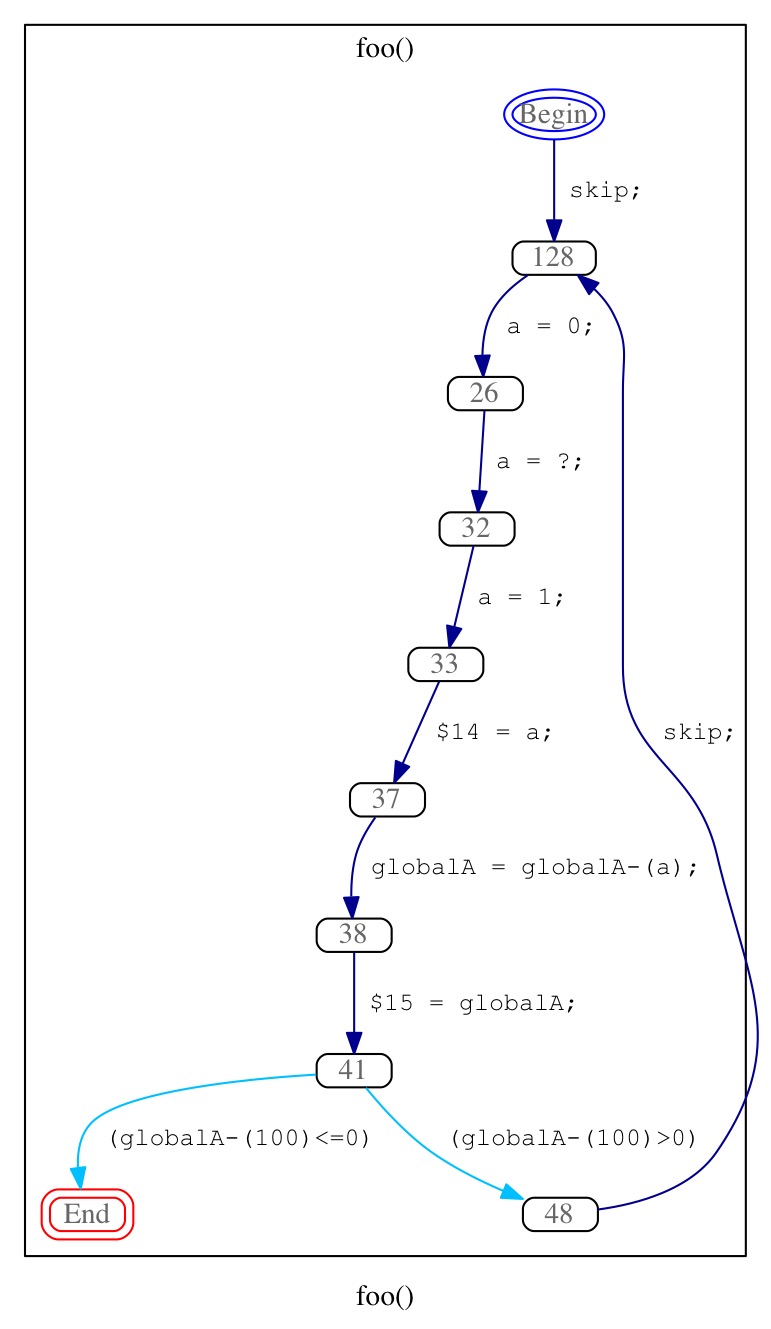 foo()
Begin
skip;
128
a = 0;
26
a = ?;
32
a = 1;
33
$14 = a;
skip;
37
globalA = globalA-(a);
38
$15 = globalA;
41
(globalA-(100)<=0)
(globalA-(100)>0)
End
48
foo()